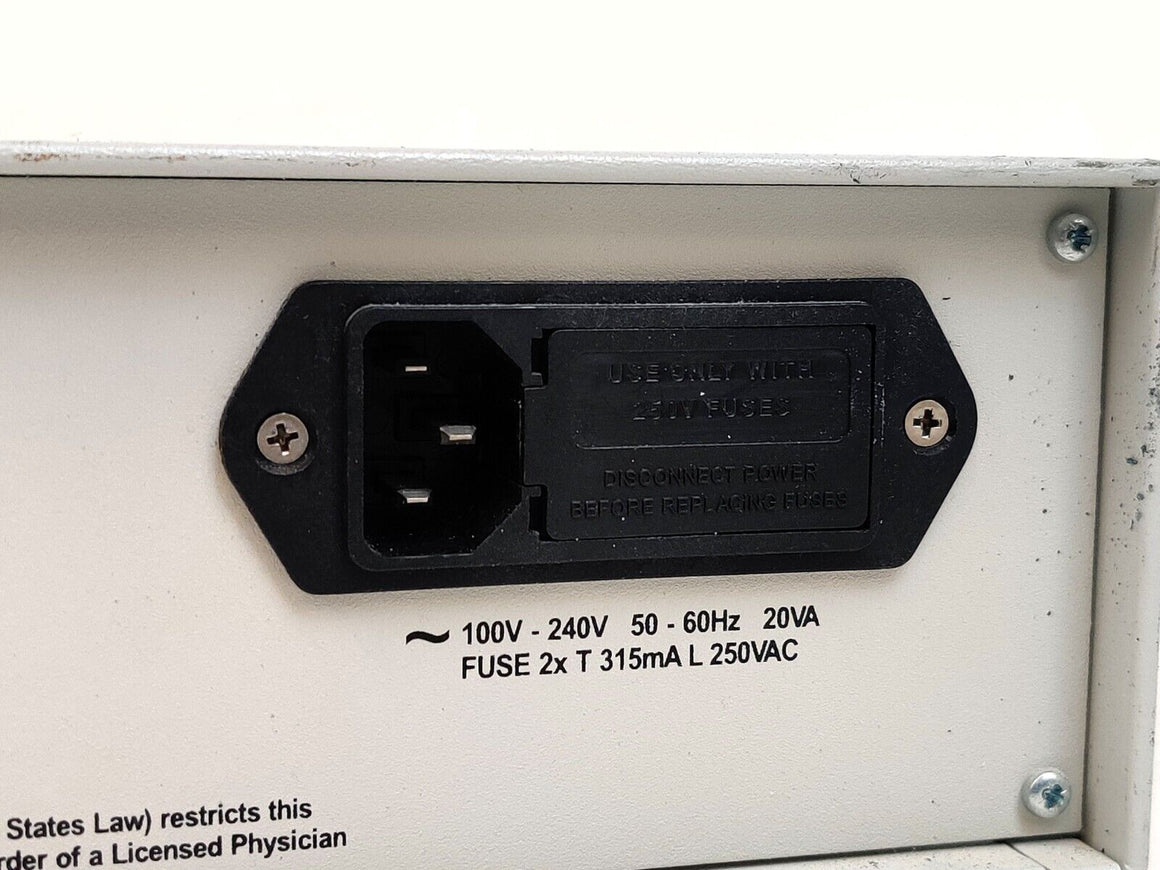 USE ONLY WITH
250V FUSES
DISCONNECT POWER
BEFORE REPLACING FUSES
~ 100V - 240V 50 - 60Hz 20VA
FUSE 2x T 315mA L 250VAC
States Law) restricts this
rder of a Licensed Physician